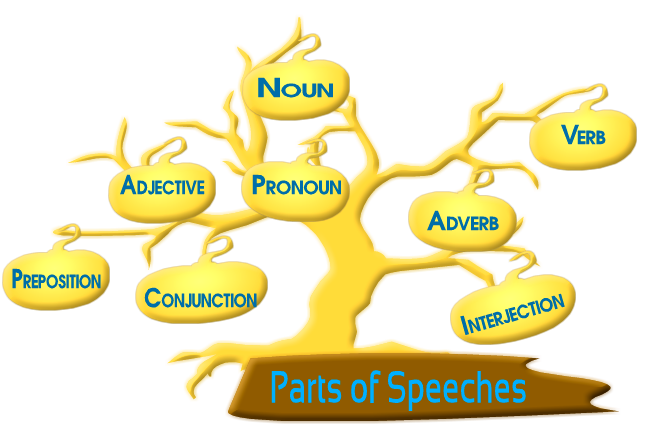 Noun
Verb
Adjective
Pronoun
Adverb
Preposition
Conjunction
Interjection
Parts of Speeches